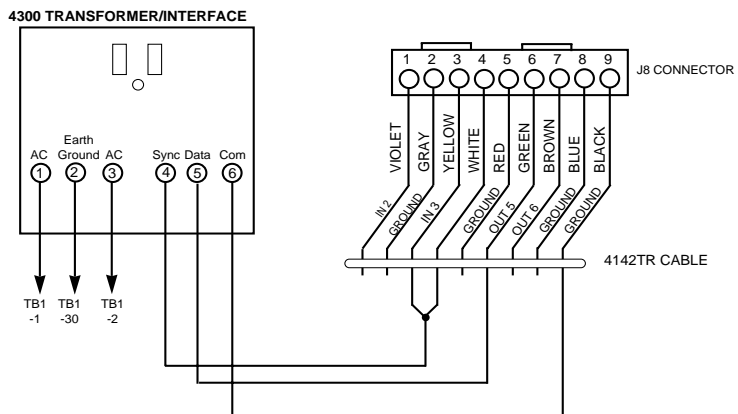 4300 TRANSFORMER/INTERFACE
AC
Earth
Ground
AC
Sync
Data
Com
1
2
3
4
5
6
TB1
-1
TB1
-30
TB1
-2
1
2
3
4
5
6
7
8
9
J8 CONNECTOR
VIOLET
GRAY
YELLOW
WHITE
RED
GREEN
BROWN
BLUE
BLACK
IN 2
GROUND
IN 3
GROUND
OUT 5
OUT 6
GROUND
GROUND
4142TR CABLE